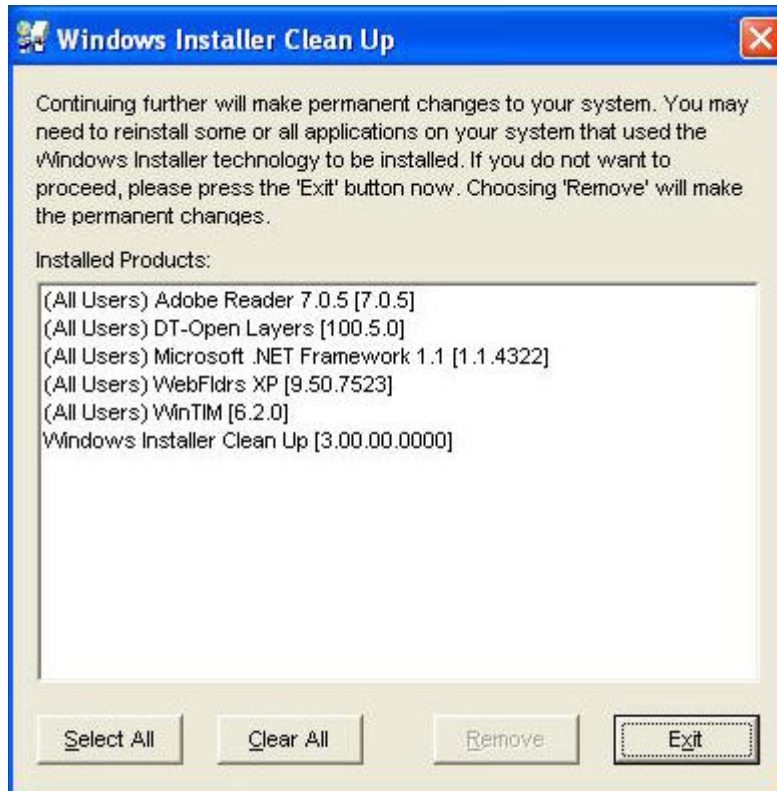 Windows Installer Clean Up
Continuing further will make permanent changes to your system. You may
need to reinstall some or all applications on your system that used the
Windows Installer technology to be installed. If you do not want to
proceed, please press the 'Exit' button now. Choosing 'Remove' will make
the permanent changes.
Installed Products:
(All Users) Adobe Reader 7.0.5 [7.0.5]
(All Users) DT-Open Layers [100.5.0]
(All Users) Microsoft .NET Framework 1.1 [1.1.4322]
(All Users) WebFldrs XP [9.50.7523]
(All Users) WinTIM [6.2.0]
Windows Installer Clean Up [3.00.00.0000]
Select All Clear All Remove Exit